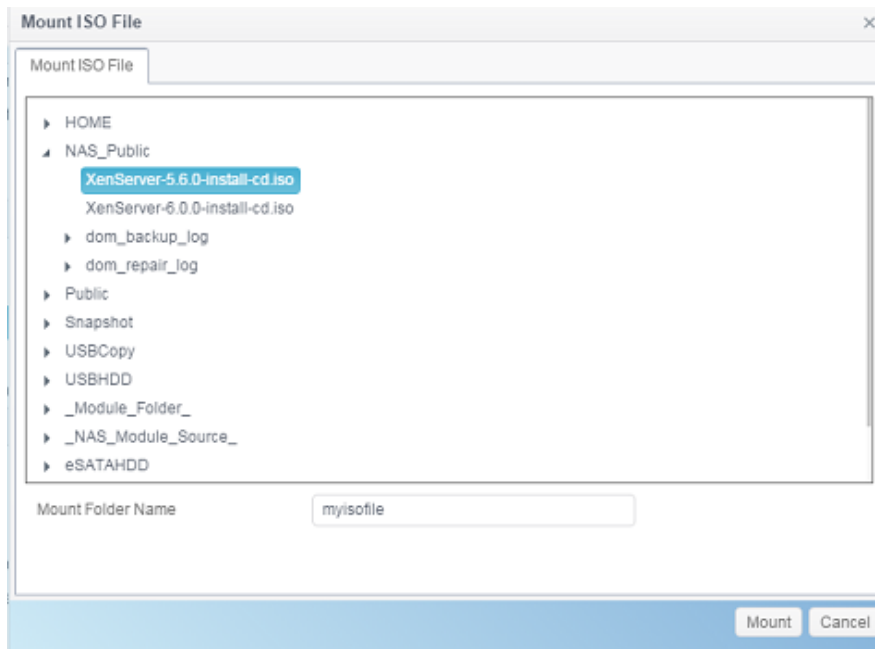 Mount ISO File
Mount ISO File
HOME
NAS_Public
XenServer-5.6.0-install-cd.iso
XenServer-6.0.0-install-cd.iso
dom_backup_log
dom_repair_log
Public
Snapshot
USBCopy
USBHDD
_Module_Folder_
_NAS_Module_Source_
eSATAHDD
Mount Folder Name myisofile
Mount Cancel